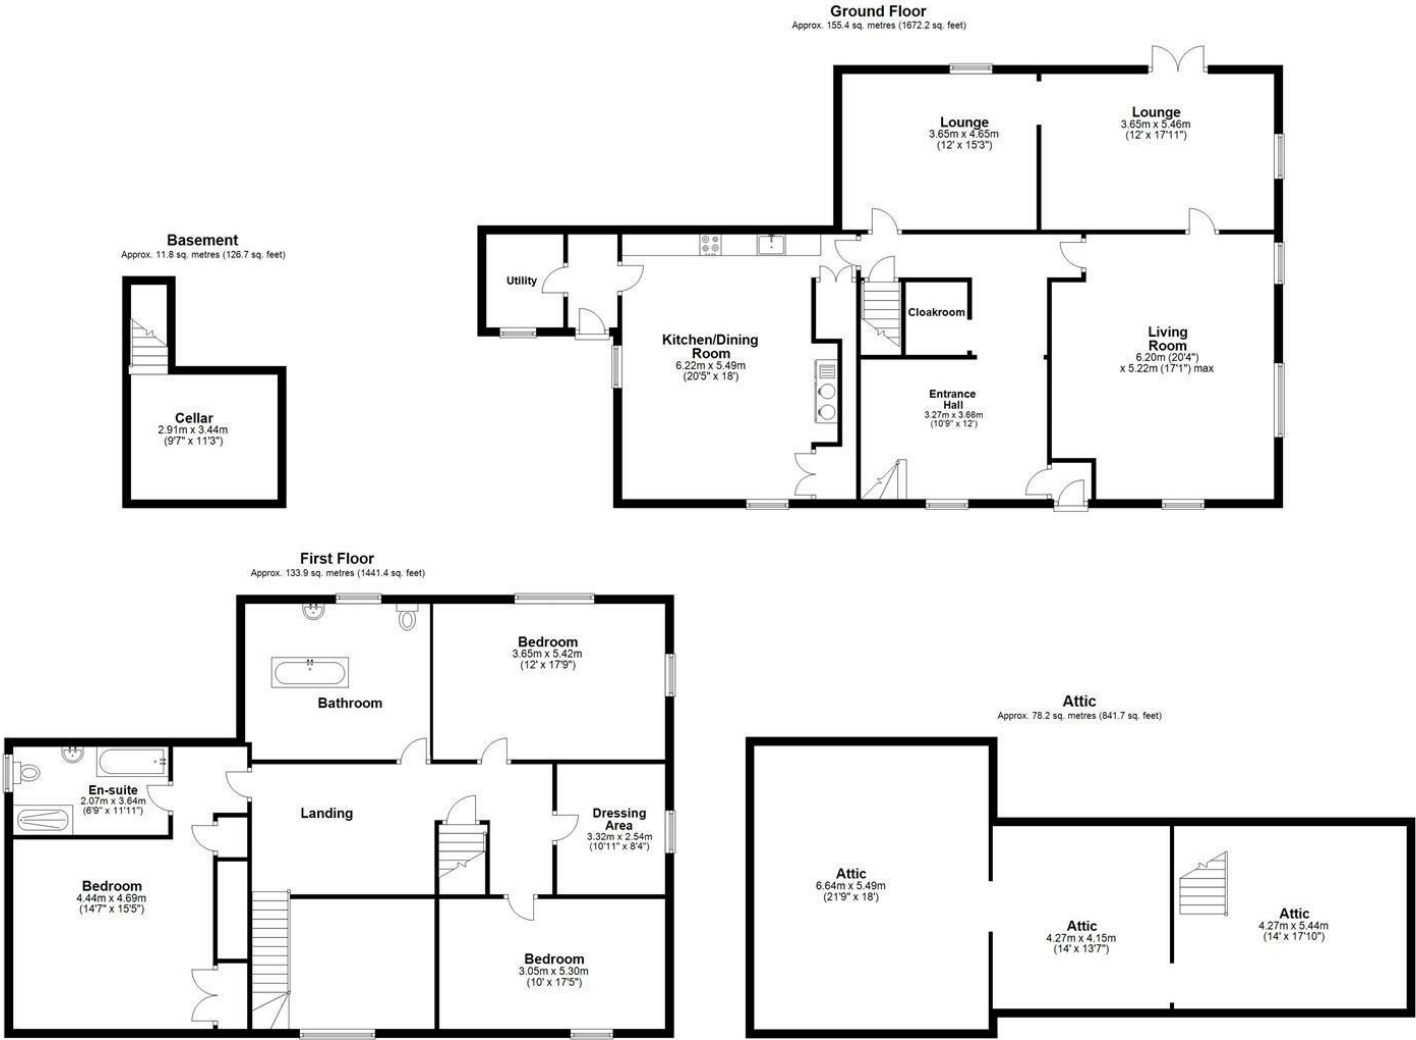 Ground Floor
Approx. 155.4 sq. metres (1672.2 sq. feet)
Lounge
3.65m x 4.65m
(12' x 15'3")
Lounge
3.65m x 5.46m
(12' x 17'11")
Basement
Approx. 11.8 sq. metres (126.7 sq. feet)
Utility
Cloakroom
Kitchen/Dining
Room
6.22m x 5.49m
(20'5" x 18')
Living
Room
6.20m (20'4")
x 5.22m (17'1") max
Entrance
Hall
3.27m x 3.66m
(10'9" x 12')
Cellar
2.91m x 3.44m
(9'7" x 11'3")
First Floor
Approx. 133.9 sq. metres (1441.4 sq. feet)
Bedroom
3.65m x 5.42m
(12' x 17'9")
Bathroom
En-suite
2.07m x 3.64m
(6'9" x 11'11")
Landing
Dressing
Area
3.32m x 2.54m
(10'11" x 8'4")
Bedroom
4.44m x 4.69m
(14'7" x 15'5")
Bedroom
3.05m x 5.30m
(10' x 17'5")
Attic
Approx. 78.2 sq. metres (841.7 sq. feet)
Attic
6.64m x 5.49m
(21'9" x 18')
Attic
4.27m x 4.15m
(14' x 13'7")
Attic
4.27m x 5.44m
(14' x 17'10")